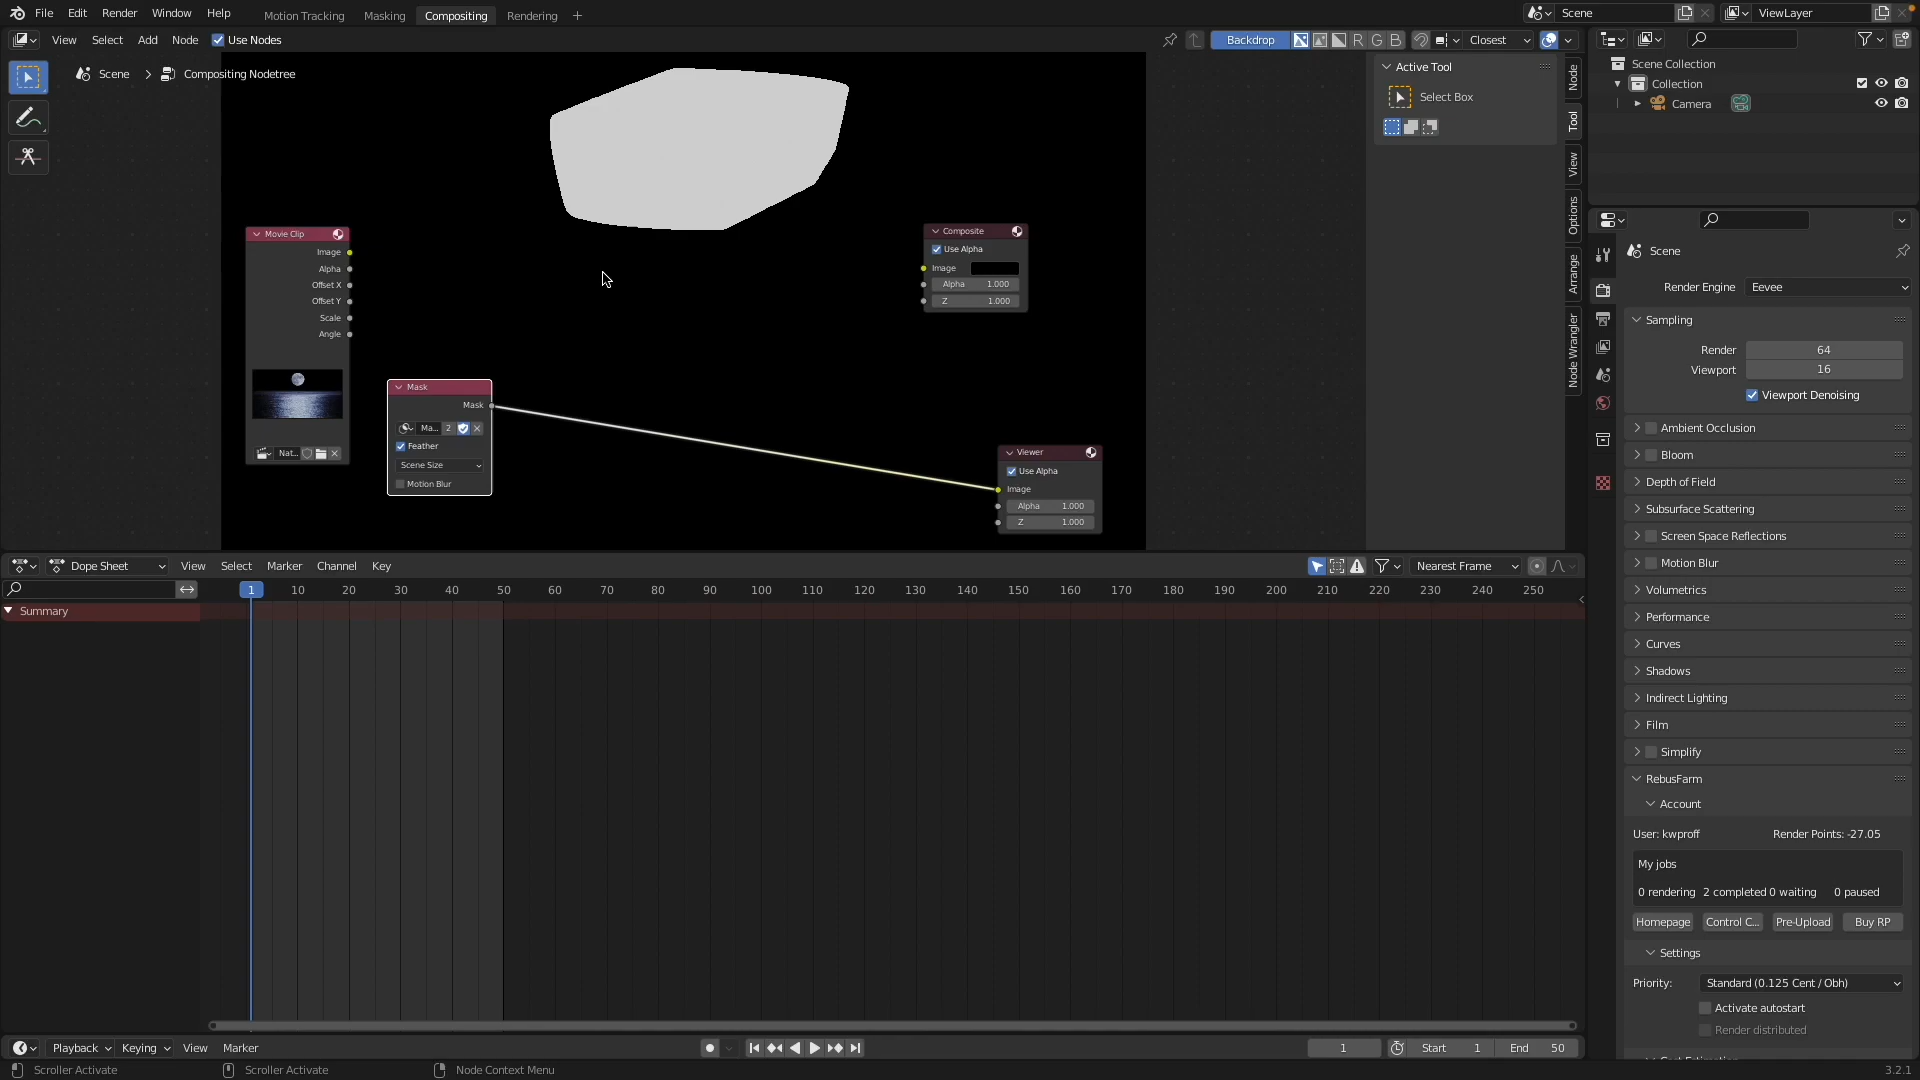 File Edit Render Window Help Motion Tracking Masking Compositing Rendering + Scene ViewLayer
View Select Add Node Use Nodes Backdrop R G B Closest
Scene > Compositing Nodetree
Active Tool
Select Box
Node
Tool
View
Options
Arrange
Node Wrangler
Movie Clip
Image
Alpha
Offset X
Offset Y
Scale
Angle
Nat...
Mask
Mask
Ma... 2
Feather
Scene Size
Motion Blur
Composite
Use Alpha
Image
Alpha 1.000
Z 1.000
Viewer
Use Alpha
Image
Alpha 1.000
Z 1.000
Scene Collection
Collection
Camera
Scene
Render Engine Eevee
Sampling
Render 64
Viewport 16
Viewport Denoising
Ambient Occlusion
Bloom
Depth of Field
Subsurface Scattering
Screen Space Reflections
Motion Blur
Volumetrics
Performance
Curves
Shadows
Indirect Lighting
Film
Simplify
RebusFarm
Account
User: kwproff Render Points: -27.05
My jobs
0 rendering 2 completed 0 waiting 0 paused
Homepage Control C... Pre-Upload Buy RP
Settings
Priority: Standard (0.125 Cent / Obh)
Activate autostart
Render distributed
Dope Sheet View Select Marker Channel Key Nearest Frame
1 10 20 30 40 50 60 70 80 90 100 110 120 130 140 150 160 170 180 190 200 210 220 230 240 250
Summary
Playback Keying View Marker 1 Start 1 End 50
Scroller Activate Scroller Activate Node Context Menu 3.2.1